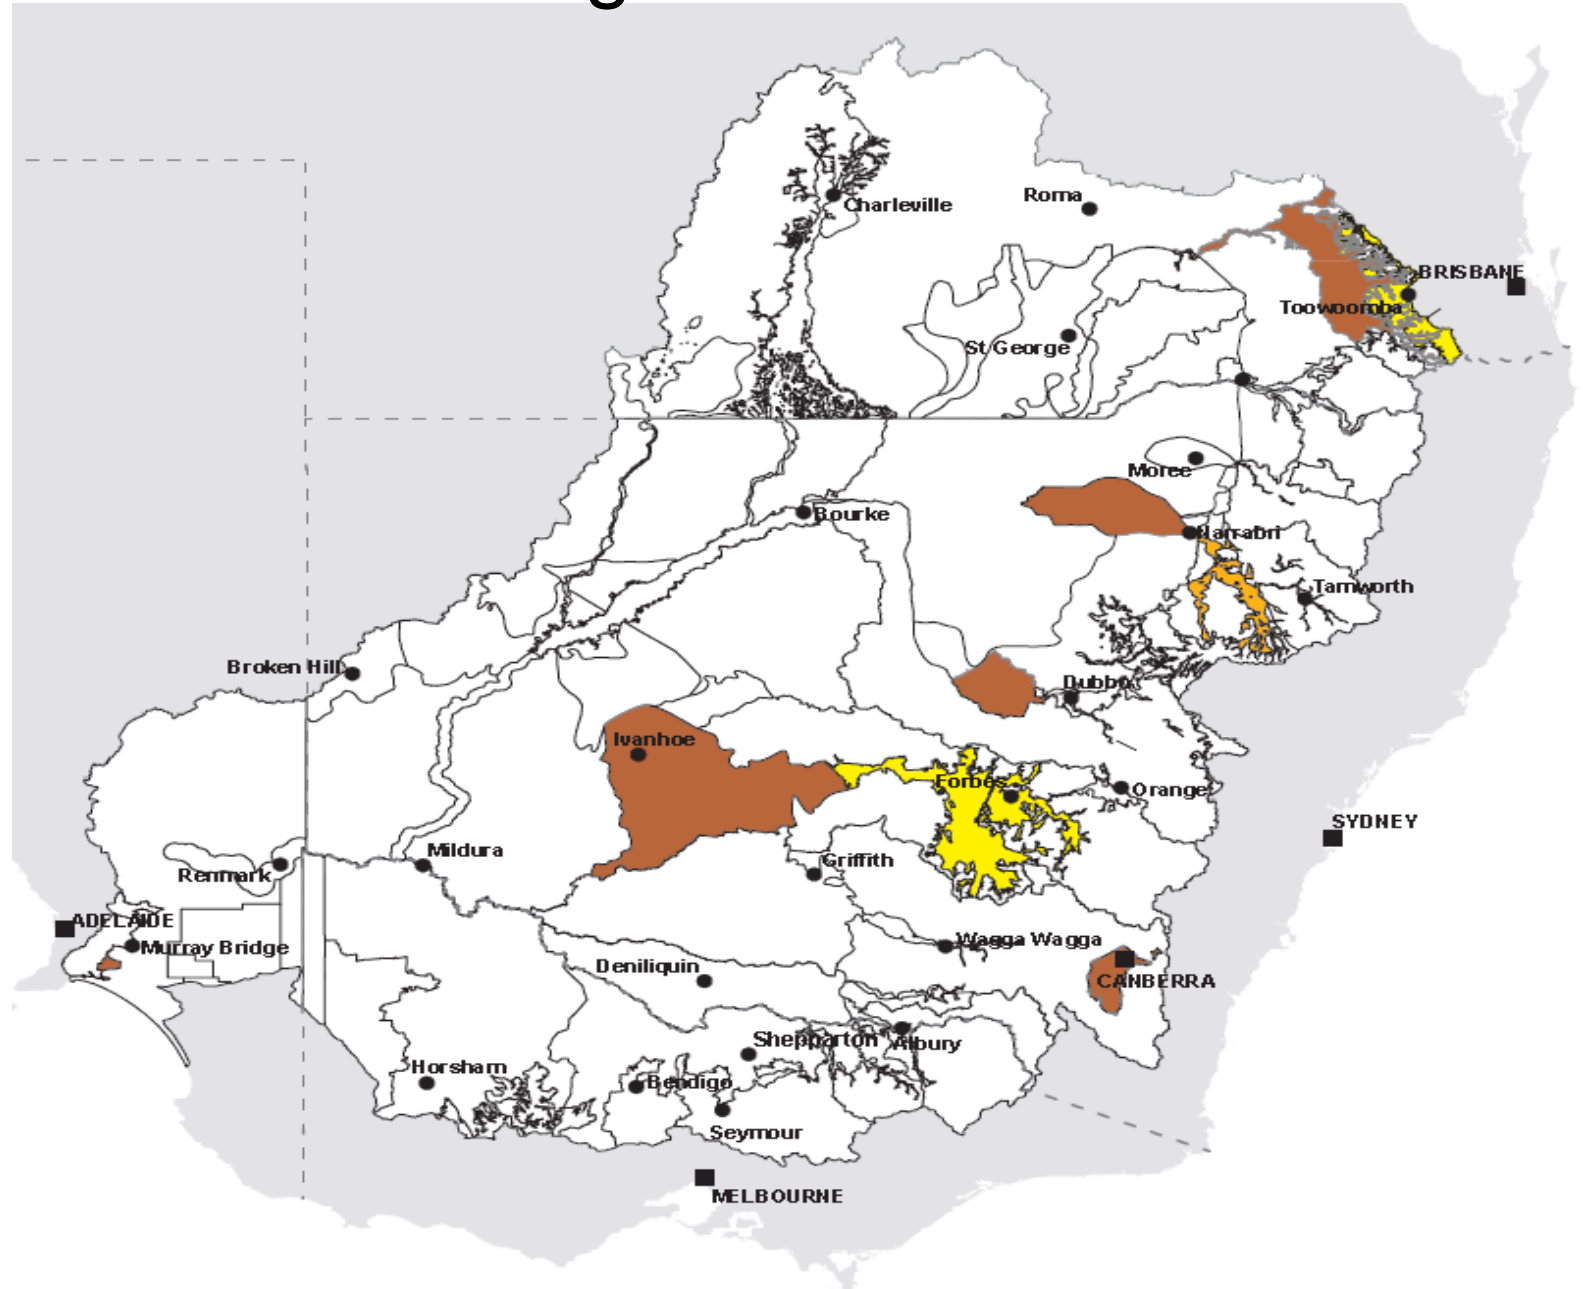 Charleville
Roma
BRISBANE
Toowoomba
St George
Moree
Bourke
Narrabri
Tamworth
Broken Hill
Dubbo
Ivanhoe
Forbes
Orange
SYDNEY
Mildura
Griffith
Renmark
ADELAIDE
Murray Bridge
Wagga Wagga
Deniliquin
CANBERRA
Shepparton
Albury
Horsham
Bendigo
Seymour
MELBOURNE